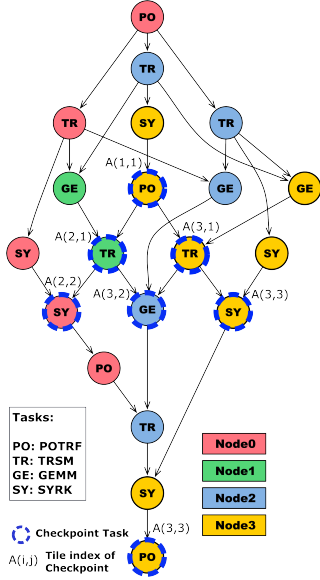 PO
TR
TR SY TR
A(1,1)
GE PO GE GE
A(2,1) A(3,1)
SY TR TR SY
A(2,2) A(3,2) A(3,3)
SY GE SY
PO
TR
Tasks:
PO: POTRF
TR: TRSM
GE: GEMM
SY: SYRK
Node0
Node1
Node2
Node3
SY
A(3,3)
Checkpoint Task
PO
A(i,j) Tile index of
Checkpoint